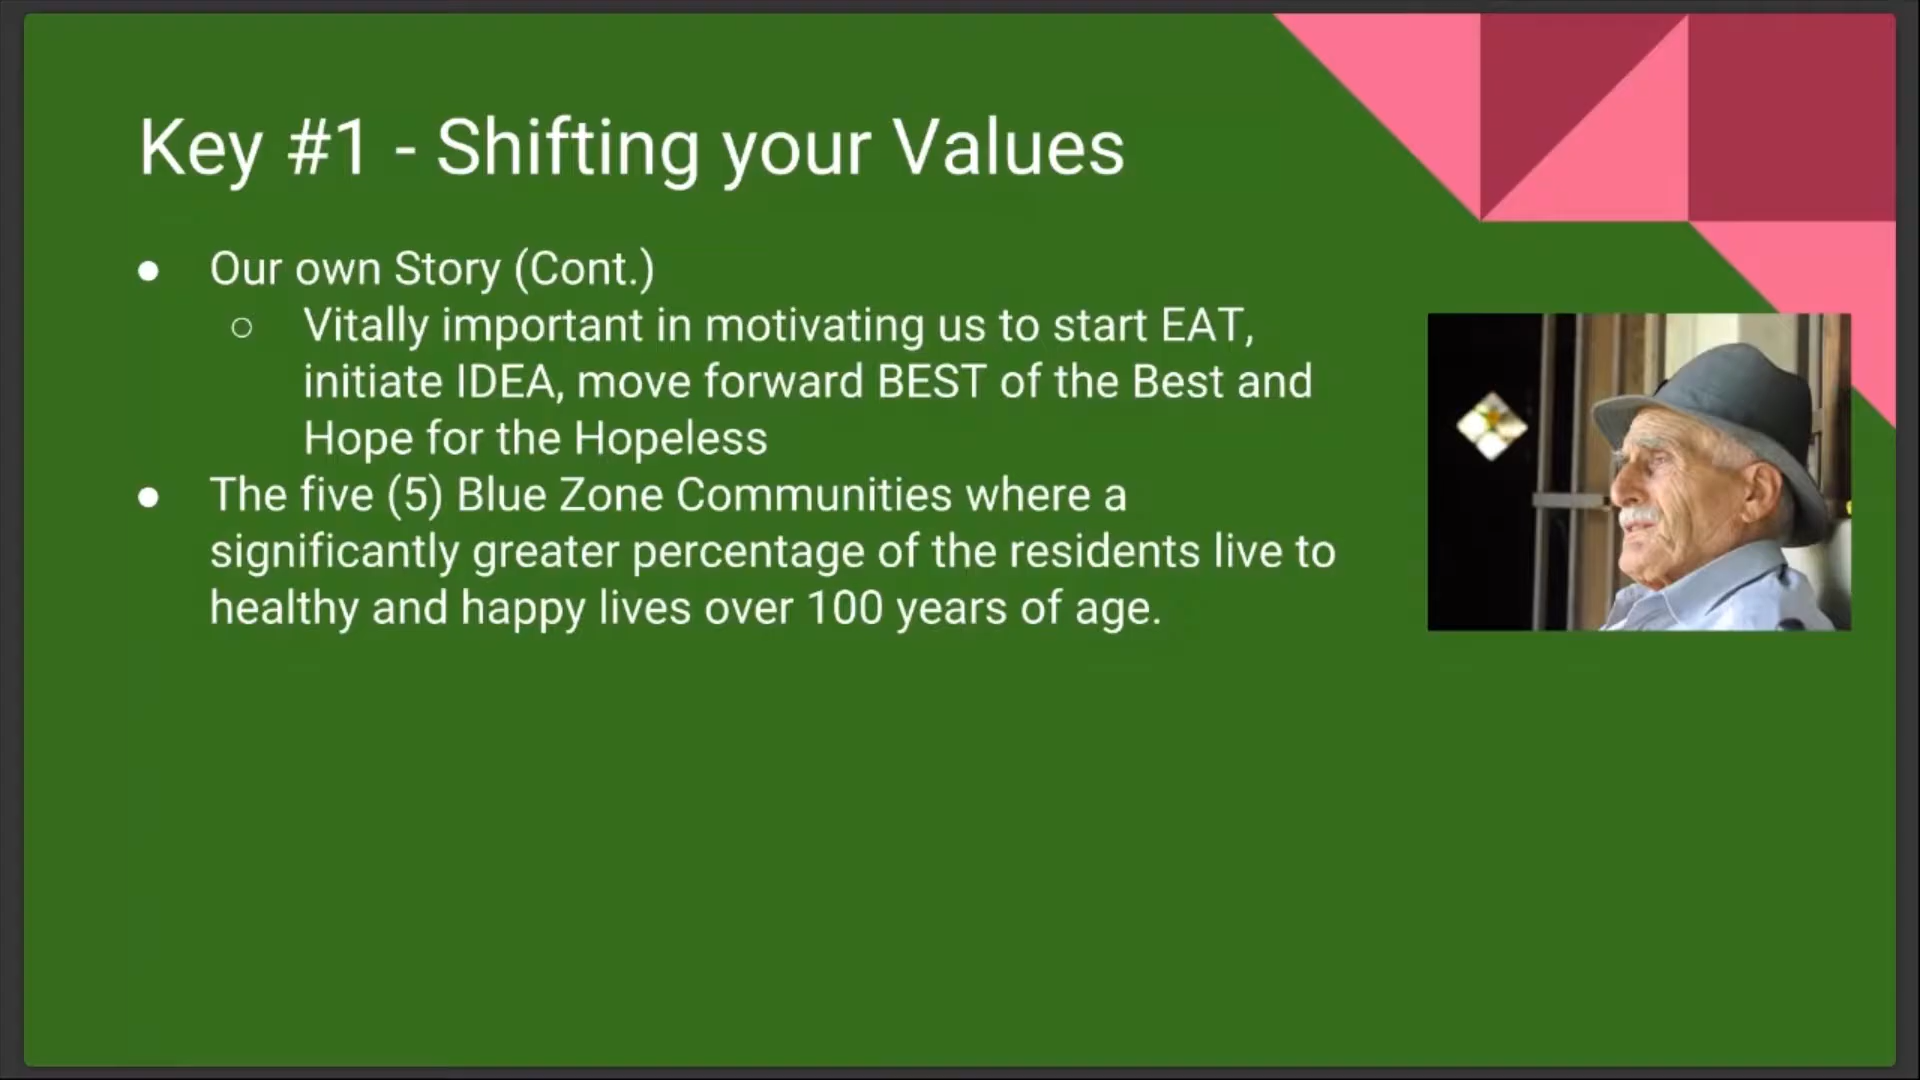 Key #1 - Shifting your Values
● Our own Story (Cont.)
○ Vitally important in motivating us to start EAT,
initiate IDEA, move forward BEST of the Best and
Hope for the Hopeless
● The five (5) Blue Zone Communities where a
significantly greater percentage of the residents live to
healthy and happy lives over 100 years of age.